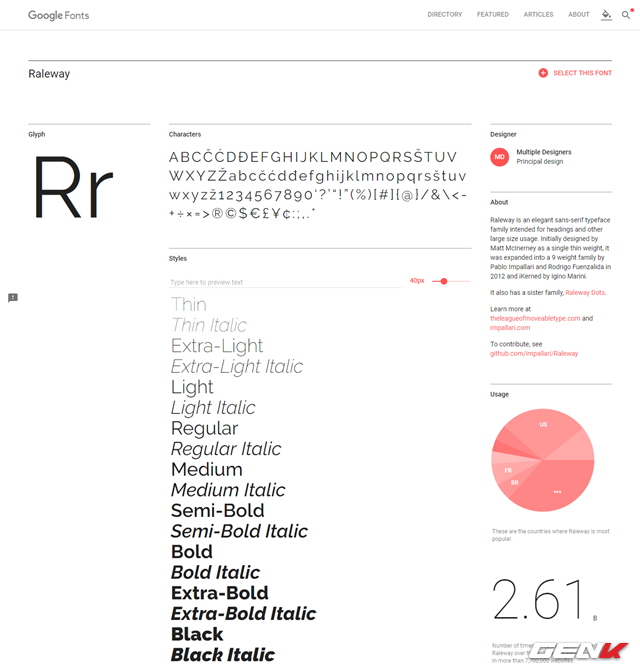 Google Fonts
DIRECTORY FEATURED ARTICLES ABOUT
Raleway
SELECT THIS FONT
Glyph
Rr
Characters
ABCČĆDĐEFGHIJKLMNOPQRSŠTUV
WXYZŽabcčćdđefghijklmnopqrsštuv
wxyzž1234567890‘?’“!”(%)[#]{@}/&\<-
+÷×=>®©$€£¥¢:;,.*
Styles
Type here to preview text
40px
Thin
Thin Italic
Extra-Light
Extra-Light Italic
Light
Light Italic
Regular
Regular Italic
Medium
Medium Italic
Semi-Bold
Semi-Bold Italic
Bold
Bold Italic
Extra-Bold
Extra-Bold Italic
Black
Black Italic
Designer
MD
Multiple Designers
Principal design
About
Raleway is an elegant sans-serif typeface
family intended for headings and other
large size usage. Initially designed by
Matt McInerney as a single thin weight, it
was expanded into a 9 weight family by
Pablo Impallari and Rodrigo Fuenzalida in
2012 and iKerned by Igino Marini.
It also has a sister family, Raleway Dots.
Learn more at
theleagueofmoveabletype.com and
impallari.com
To contribute, see
github.com/impallari/Raleway
Usage
US
FR
BR
•••
These are the countries where Raleway is most
popular.
2.61 B
Number of times
Raleway over the
in more than 7,700,000 websites
GENK